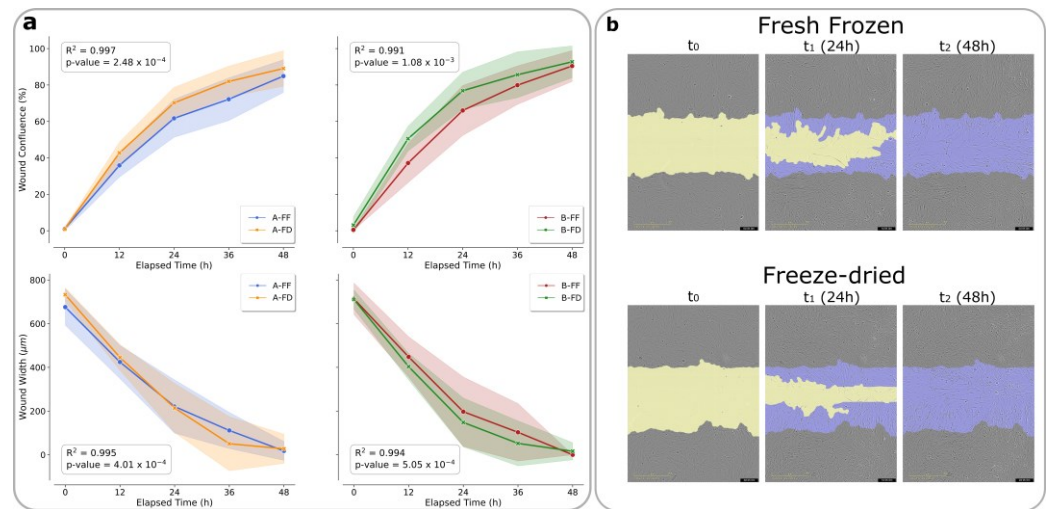 a
R² = 0.997
p-value = 2.48 x 10⁻⁴
Wound Confluence (%)
100
80
60
40
20
0
A-FF
A-FD
0 12 24 36 48
Elapsed Time (h)
R² = 0.991
p-value = 1.08 x 10⁻³
B-FF
B-FD
0 12 24 36 48
Elapsed Time (h)
Wound Width (μm)
800
600
400
200
0
A-FF
A-FD
R² = 0.995
p-value = 4.01 x 10⁻⁴
0 12 24 36 48
Elapsed Time (h)
B-FF
B-FD
R² = 0.994
p-value = 5.05 x 10⁻⁴
0 12 24 36 48
Elapsed Time (h)
b
Fresh Frozen
t₀ t₁ (24h) t₂ (48h)
Freeze-dried
t₀ t₁ (24h) t₂ (48h)